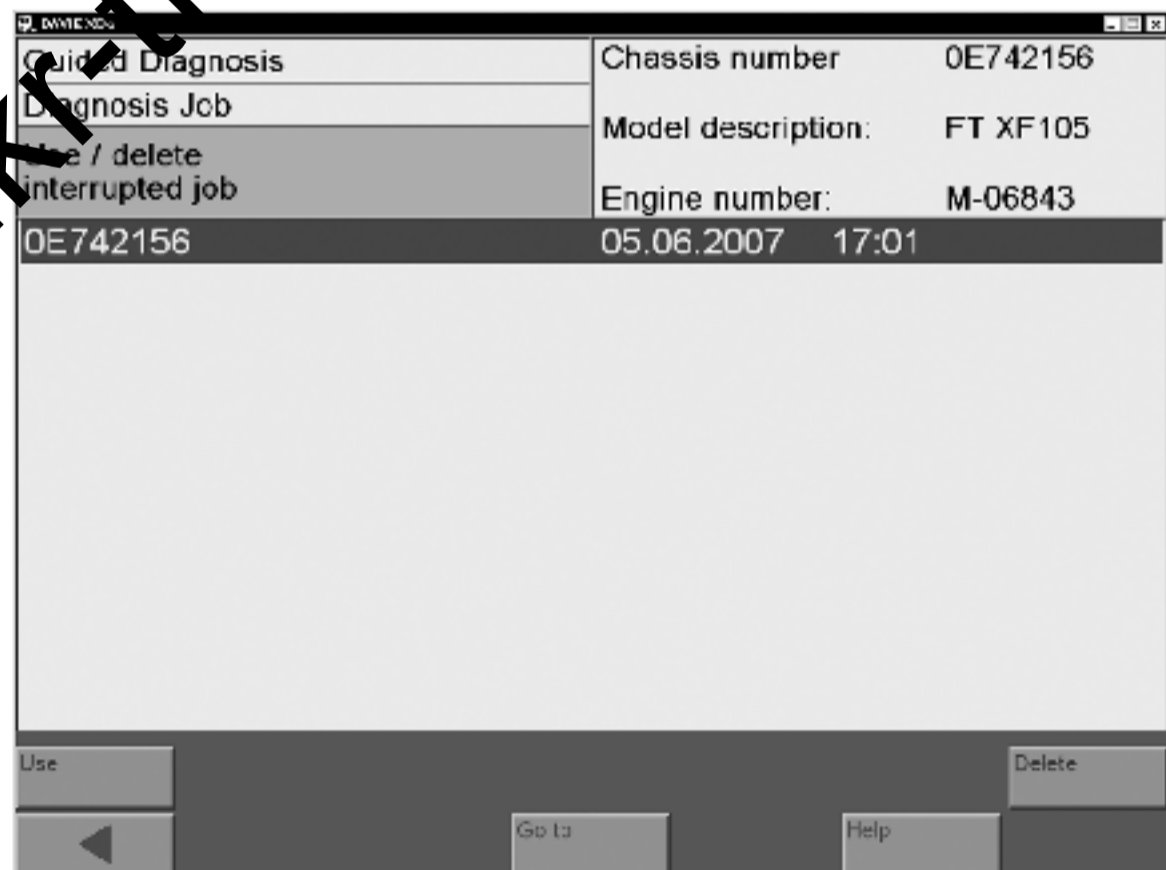 Guided Diagnosis
Diagnosis Job
Use / delete
interrupted job
Chassis number 0E742156
Model description: FT XF105
Engine number: M-06843
0E742156 05.06.2007 17:01
Use
Delete
Go to
Help